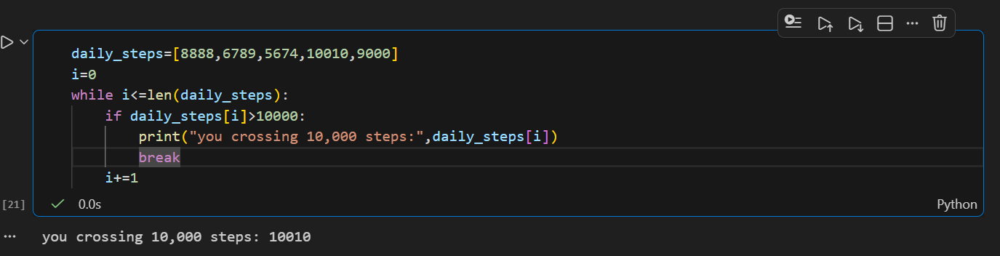 daily_steps=[8888,6789,5674,10010,9000]
i=0
while i<=len(daily_steps):
    if daily_steps[i]>10000:
        print("you crossing 10,000 steps:",daily_steps[i])
        break
    i+=1
[21] 0.0s Python
you crossing 10,000 steps: 10010